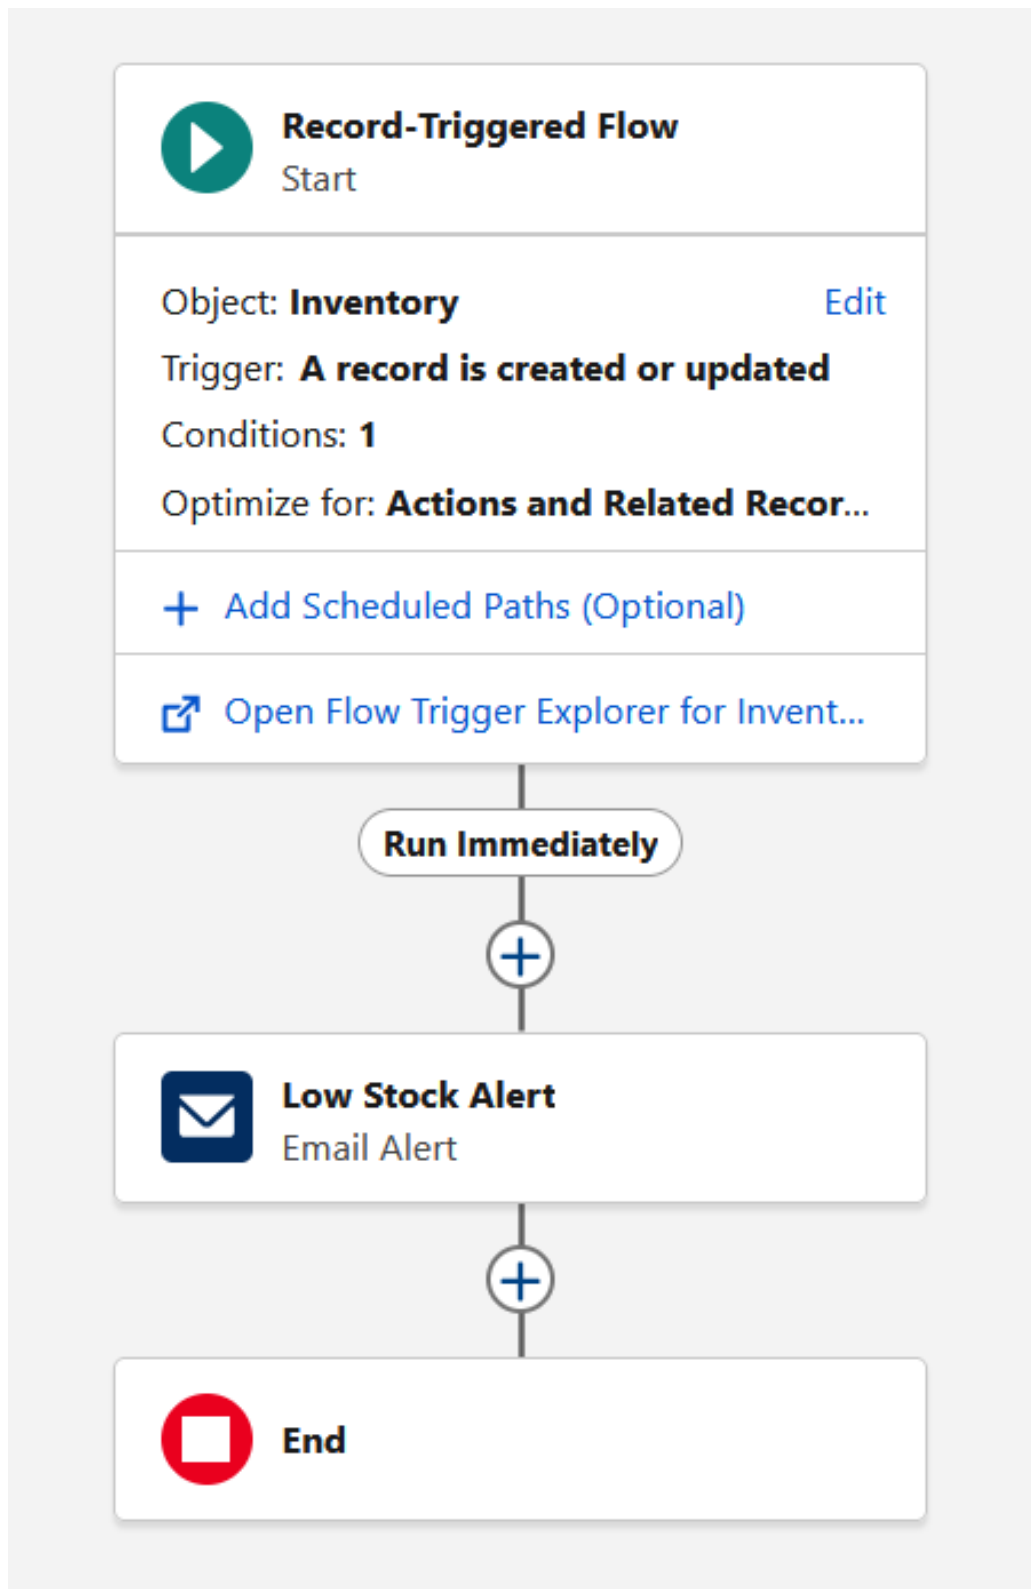 Record-Triggered Flow
Start
Object: Inventory
Edit
Trigger: A record is created or updated
Conditions: 1
Optimize for: Actions and Related Recor...
Add Scheduled Paths (Optional)
Open Flow Trigger Explorer for Invent...
Run Immediately
Low Stock Alert
Email Alert
End